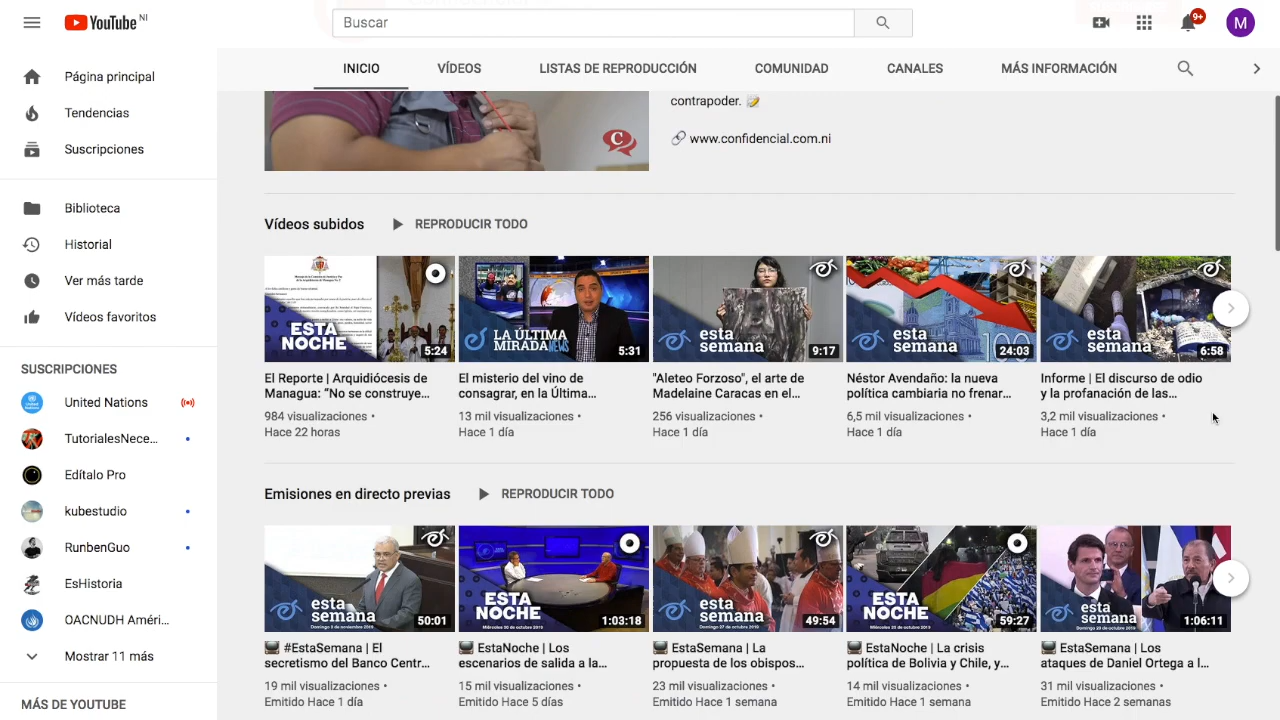 YouTube NI
Buscar
9+
M
INICIO
VÍDEOS
LISTAS DE REPRODUCCIÓN
COMUNIDAD
CANALES
MÁS INFORMACIÓN
Página principal
Tendencias
Suscripciones
Biblioteca
Historial
Ver más tarde
Vídeos favoritos
SUSCRIPCIONES
United Nations
TutorialesNece...
Edítalo Pro
kubestudio
RunbenGuo
EsHistoria
OACNUDH Améri...
Mostrar 11 más
MÁS DE YOUTUBE
contrapoder.
www.confidencial.com.ni
C
Vídeos subidos
REPRODUCIR TODO
ESTA
NOCHE
5:24
LA ÚLTIMA
MIRADA NEWS
5:31
esta
semana
9:17
esta
semana
24:03
esta
semana
6:58
El Reporte | Arquidiócesis de
Managua: “No se construye...
984 visualizaciones •
Hace 22 horas
El misterio del vino de
consagrar, en la Última...
13 mil visualizaciones •
Hace 1 día
"Aleteo Forzoso", el arte de
Madelaine Caracas en el...
256 visualizaciones •
Hace 1 día
Néstor Avendaño: la nueva
política cambiaria no frenar...
6,5 mil visualizaciones •
Hace 1 día
Informe | El discurso de odio
y la profanación de las...
3,2 mil visualizaciones •
Hace 1 día
Emisiones en directo previas
REPRODUCIR TODO
esta
semana
50:01
ESTA
NOCHE
1:03:18
esta
semana
49:54
ESTA
NOCHE
59:27
esta
semana
1:06:11
#EstaSemana | El
secretismo del Banco Centr...
19 mil visualizaciones •
Emitido Hace 1 día
EstaNoche | Los
escenarios de salida a la...
15 mil visualizaciones •
Emitido Hace 5 días
EstaSemana | La
propuesta de los obispos...
23 mil visualizaciones •
Emitido Hace 1 semana
EstaNoche | La crisis
política de Bolivia y Chile, y...
14 mil visualizaciones •
Emitido Hace 1 semana
EstaSemana | Los
ataques de Daniel Ortega a l...
31 mil visualizaciones •
Emitido Hace 2 semanas